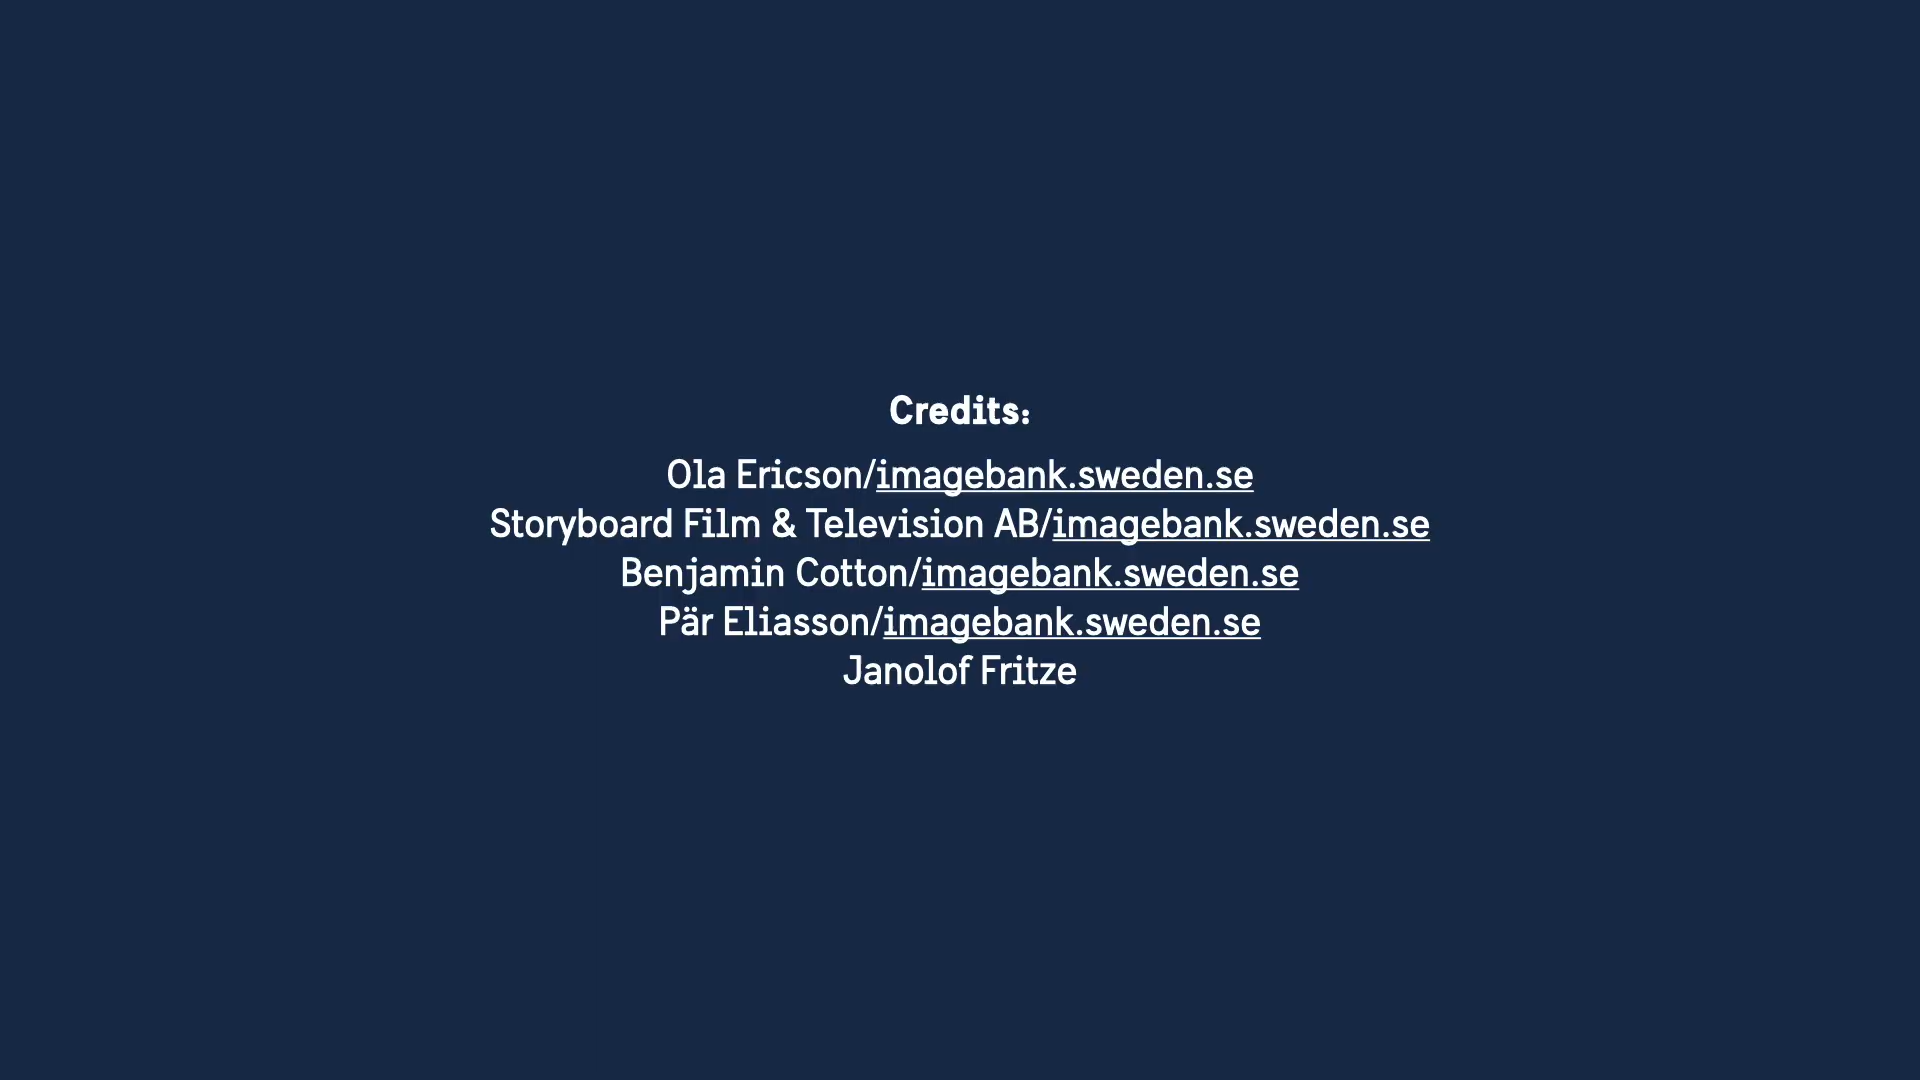 Credits:
Ola Ericson/imagebank.sweden.se
Storyboard Film & Television AB/imagebank.sweden.se
Benjamin Cotton/imagebank.sweden.se
Pär Eliasson/imagebank.sweden.se
Janolof Fritze